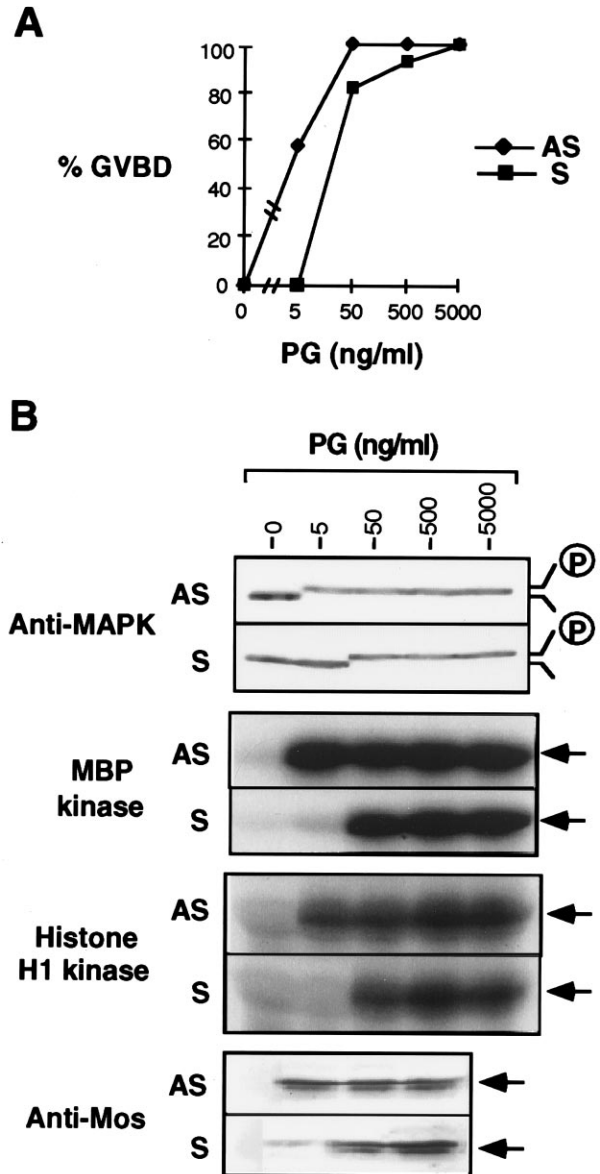 A
100
80
60
40
20
0
% GVBD
AS
S
0 5 50 500 5000
PG (ng/ml)
B
PG (ng/ml)
-0
-5
-50
-500
-5000
Anti-MAPK
AS
P
S
P
MBP
kinase
AS
S
Histone
H1 kinase
AS
S
Anti-Mos
AS
S